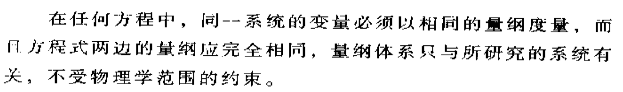 在任何方程中，同--系统的变量必须以相同的量纲度量，而
且方程式两边的量纲应完全相同，量纲体系只与所研究的系统有
关，不受物理学范围的约束。